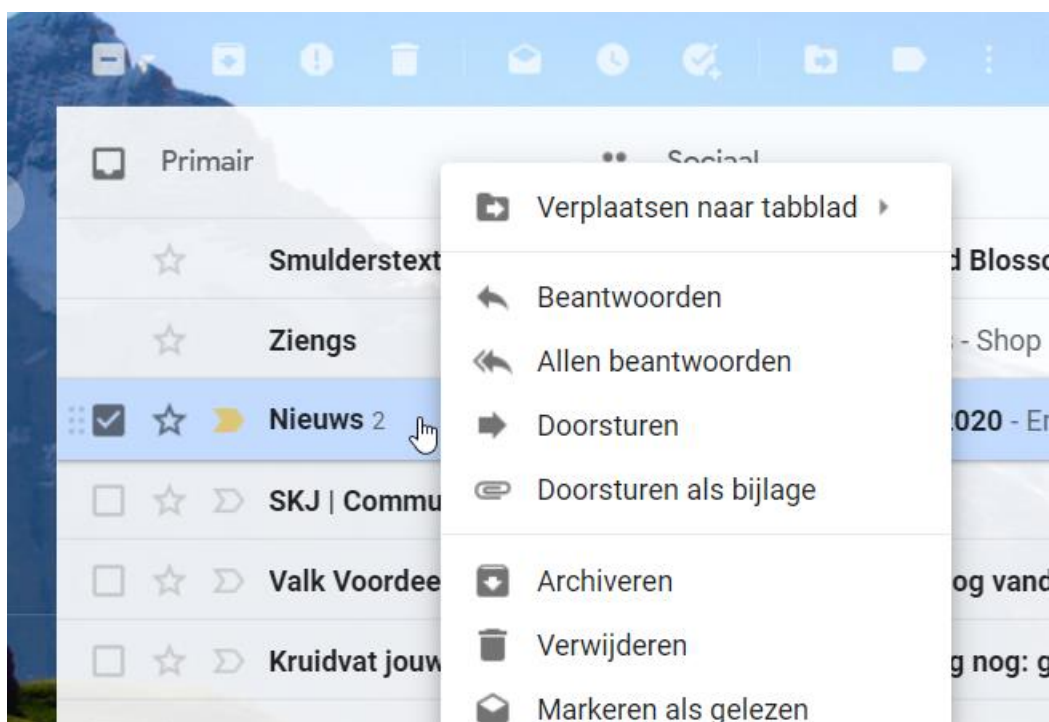 Primair
Sociaal
Verplaatsen naar tabblad
Smulderstext
d Blosso
Beantwoorden
Ziengs
- Shop
Allen beantwoorden
Nieuws 2
2020 - Er
Doorsturen
SKJ | Commu
Doorsturen als bijlage
Valk Voordee
Archiveren
og vand
Verwijderen
Kruidvat jouw
g nog: g
Markeren als gelezen